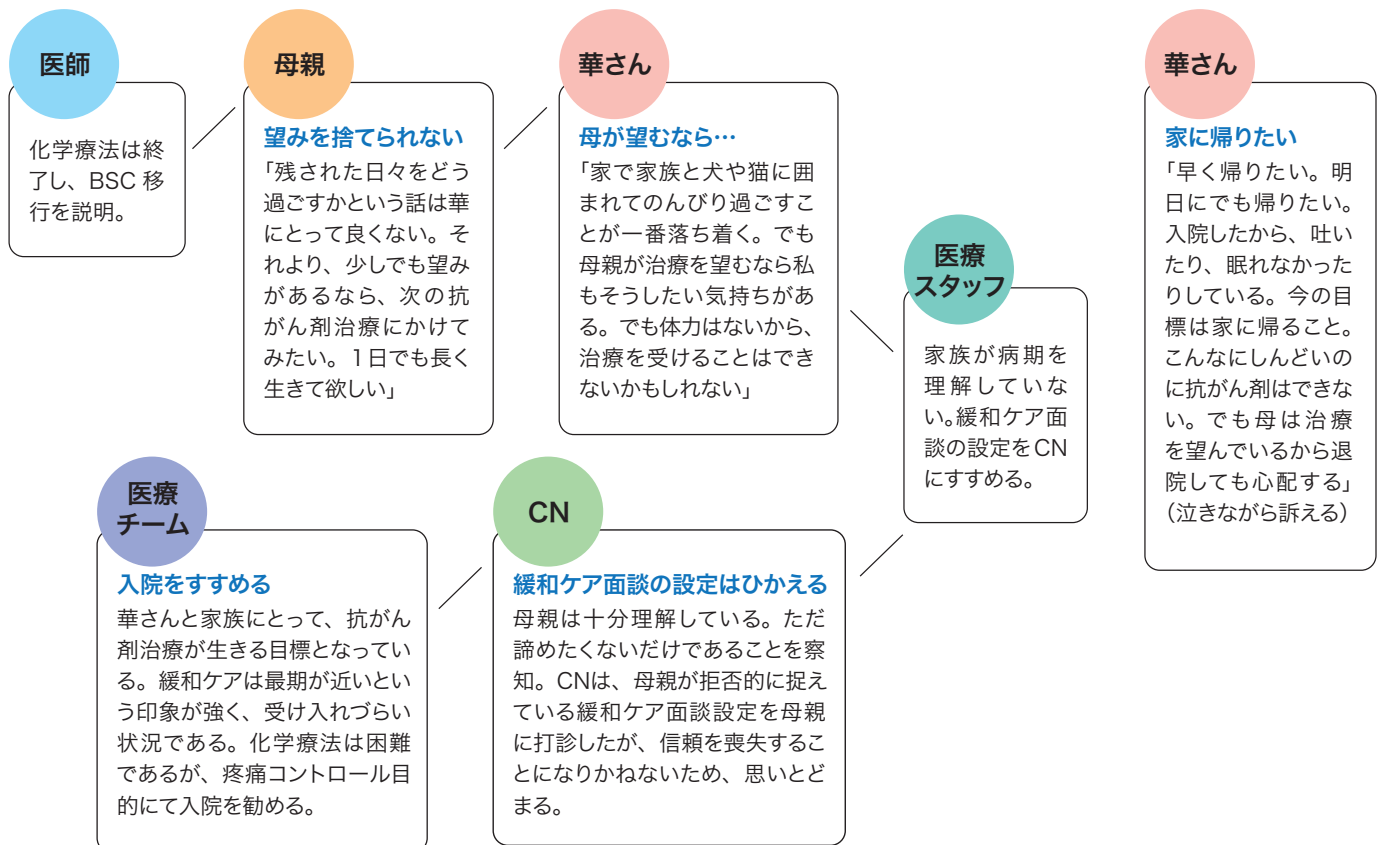 医師
化学療法は終
了し、BSC 移
行を説明。
母親
望みを捨てられない
「残された日々をどう
過ごすかという話は華
にとって良くない。そ
れより、少しでも望み
があるなら、次の抗
がん剤治療にかけて
みたい。1日でも長く
生きて欲しい」
華さん
母が望むなら…
「家で家族と犬や猫に囲
まれてのんびり過ごすこ
とが一番落ち着く。でも
母親が治療を望むなら私
もそうしたい気持ちがあ
る。でも体力はないから、
治療を受けることはでき
ないかもしれない」
医療
スタッフ
家族が病期を
理解していな
い。緩和ケア面
談の設定をCN
にすすめる。
CN
緩和ケア面談の設定はひかえる
母親は十分理解している。ただ
諦めたくないだけであることを察
知。CNは、母親が拒否的に捉え
ている緩和ケア面談設定を母親
に打診したが、信頼を喪失するこ
とになりかねないため、思いとど
まる。
医療
チーム
入院をすすめる
華さんと家族にとって、抗がん
剤治療が生きる目標となってい
る。緩和ケアは最期が近いとい
う印象が強く、受け入れづらい
状況である。化学療法は困難
であるが、疼痛コントロール目
的にて入院を勧める。
華さん
家に帰りたい
「早く帰りたい。明
日にでも帰りたい。
入院したから、吐い
たり、眠れなかった
りしている。今の目
標は家に帰ること。
こんなにしんどいの
に抗がん剤はできな
い。でも母は治療
を望んでいるから退
院しても心配する」
（泣きながら訴える）